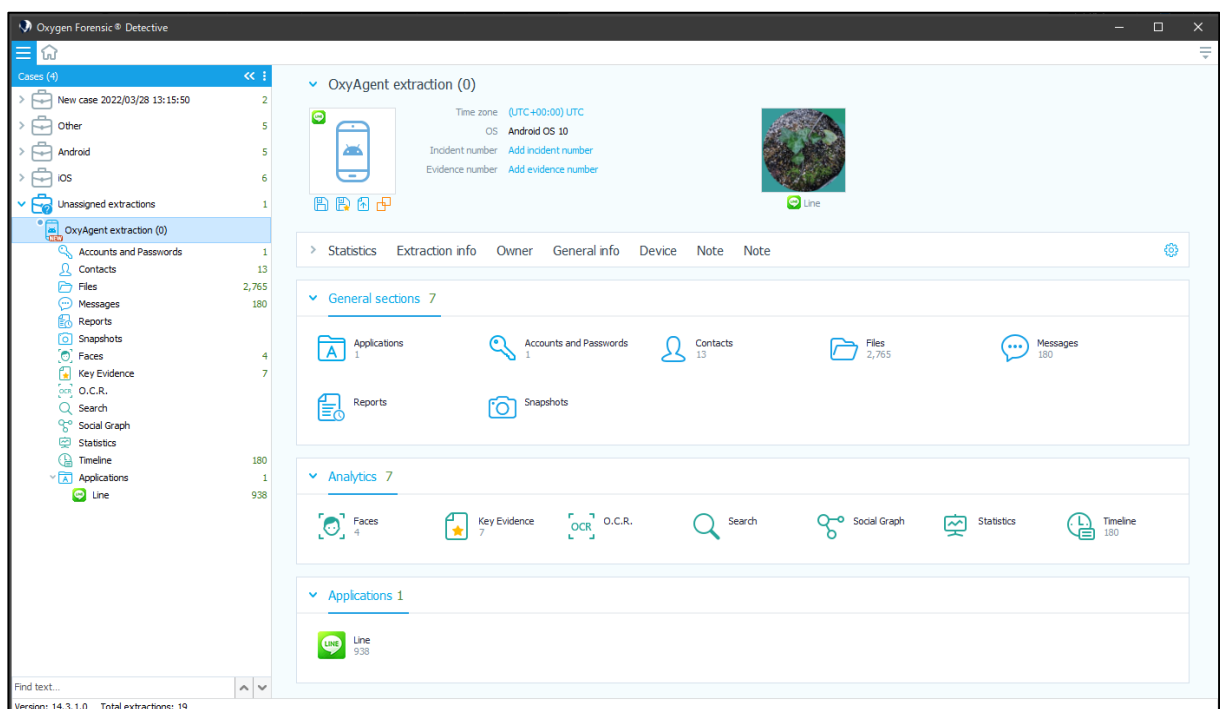 Oxygen Forensic® Detective
Cases (4)
New case 2022/03/28 13:15:50 2
Other 5
Android 5
iOS 6
Unassigned extractions 1
OxyAgent extraction (0)
NEW
Accounts and Passwords 1
Contacts 13
Files 2,765
Messages 180
Reports
Snapshots
Faces 4
Key Evidence 7
OCR O.C.R.
Search
Social Graph
Statistics
Timeline 180
Applications 1
Line 938
Find text...
Version: 14.3.1.0 Total extractions: 19
OxyAgent extraction (0)
Time zone (UTC+00:00) UTC
OS Android OS 10
Incident number Add incident number
Evidence number Add evidence number
Line
Statistics Extraction info Owner General info Device Note Note
General sections 7
Applications
1
Accounts and Passwords
1
Contacts
13
Files
2,765
Messages
180
Reports
Snapshots
Analytics 7
Faces
4
Key Evidence
7
OCR
O.C.R.
Search
Social Graph
Statistics
Timeline
180
Applications 1
LINE
Line
938